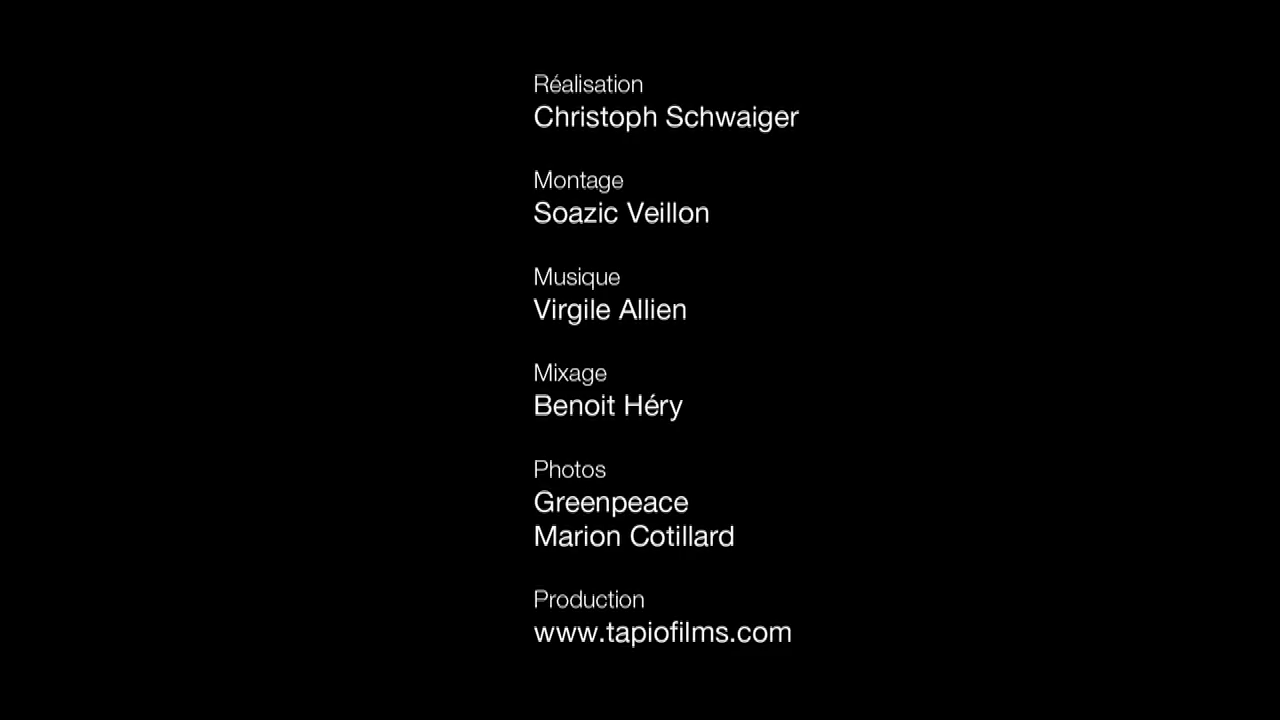 Réalisation
Christoph Schwaiger
Montage
Soazic Veillon
Musique
Virgile Allien
Mixage
Benoit Héry
Photos
Greenpeace
Marion Cotillard
Production
www.tapiofilms.com